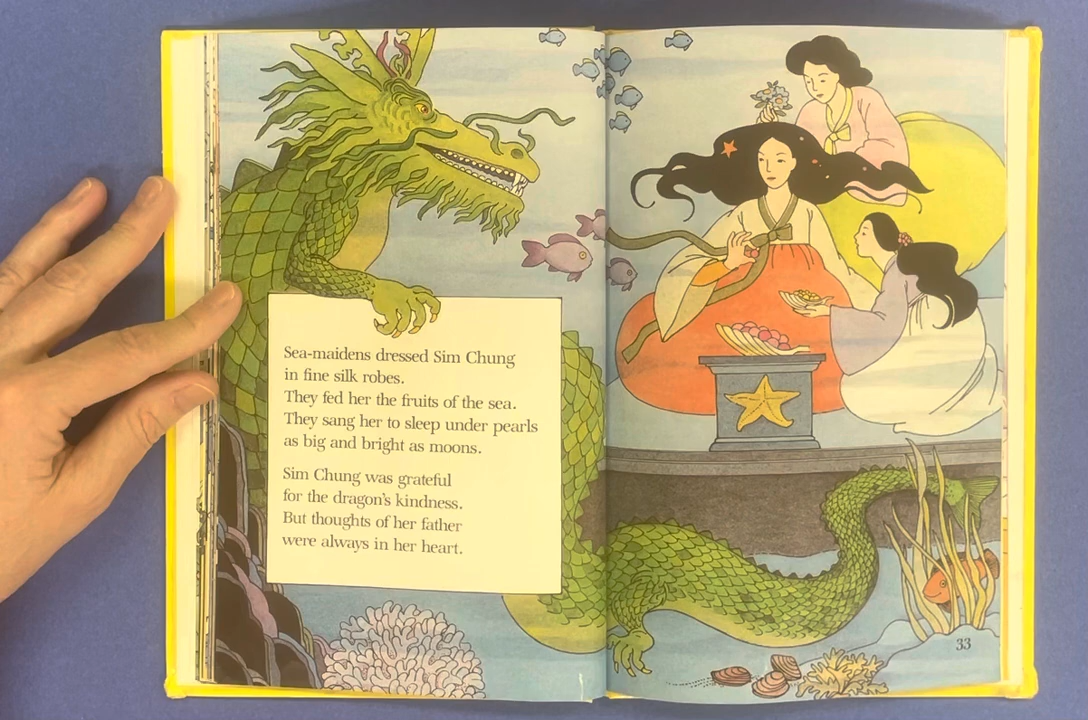 Sea-maidens dressed Sim Chung
in fine silk robes.
They fed her the fruits of the sea.
They sang her to sleep under pearls
as big and bright as moons.
Sim Chung was grateful
for the dragon's kindness.
But thoughts of her father
were always in her heart.
33